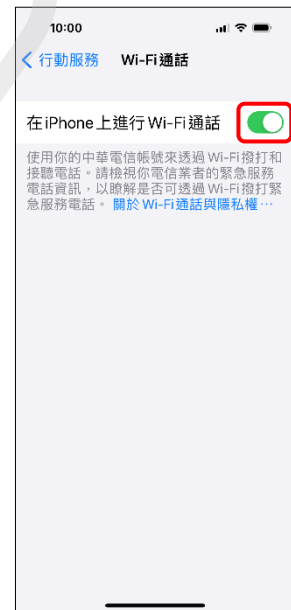 10:00
行動服務 Wi-Fi通話
在iPhone上進行Wi-Fi通話
使用你的中華電信帳號來透過Wi-Fi撥打和
接聽電話。請檢視你電信業者的緊急服務
電話資訊，以瞭解是否可透過Wi-Fi撥打緊
急服務電話。關於Wi-Fi通話與隱私權⋯